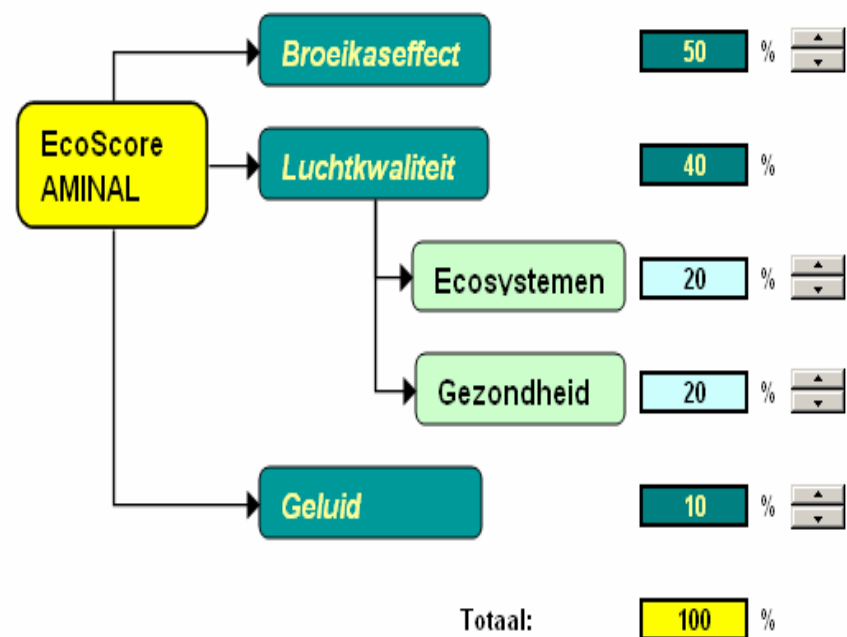 Broeikaseffect 50 %
EcoScore
AMINAL
Luchtkwaliteit 40 %
Ecosystemen 20 %
Gezondheid 20 %
Geluid 10 %
Totaal: 100 %